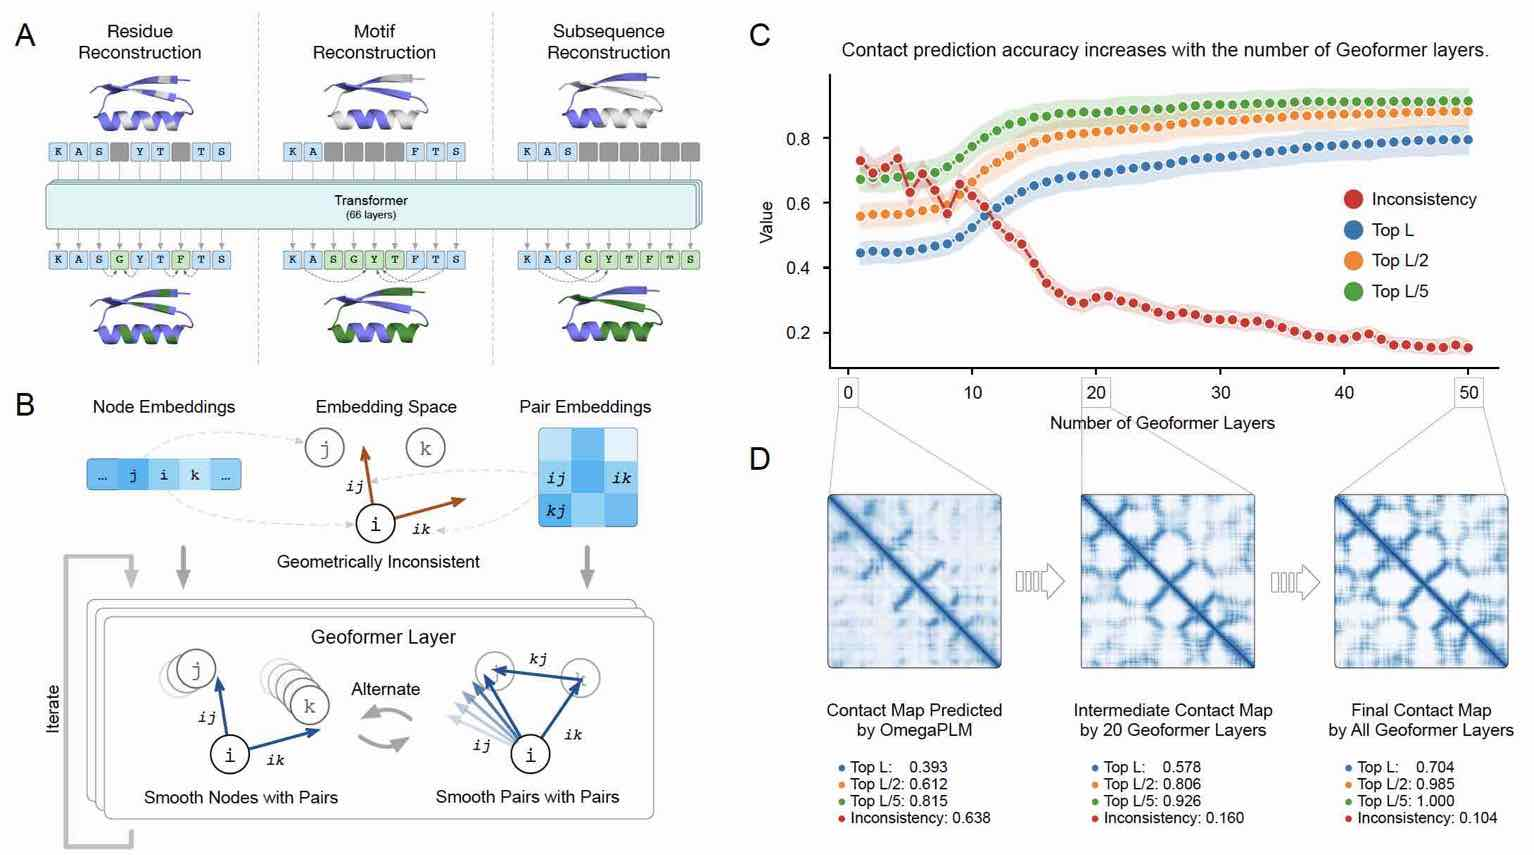 A
Residue
Reconstruction
Motif
Reconstruction
Subsequence
Reconstruction
K A S Y T T S
K A F T S
K A S
Transformer
(66 layers)
K A S G Y T F T S
K A S G Y T F T S
K A S G Y T F T S
B
Node Embeddings
Embedding Space
Pair Embeddings
... j i k ...
j
k
ij
i
ik
ij ik
kj
Geometrically Inconsistent
Geoformer Layer
j
k
ij
i
ik
Smooth Nodes with Pairs
Alternate
kj
ij
i
ik
Smooth Pairs with Pairs
Iterate
C
Contact prediction accuracy increases with the number of Geoformer layers.
Value
0.8
0.6
0.4
0.2
Inconsistency
Top L
Top L/2
Top L/5
0 10 20 30 40 50
Number of Geoformer Layers
D
Contact Map Predicted
by OmegaPLM
Top L: 0.393
Top L/2: 0.612
Top L/5: 0.815
Inconsistency: 0.638
Intermediate Contact Map
by 20 Geoformer Layers
Top L: 0.578
Top L/2: 0.806
Top L/5: 0.926
Inconsistency: 0.160
Final Contact Map
by All Geoformer Layers
Top L: 0.704
Top L/2: 0.985
Top L/5: 1.000
Inconsistency: 0.104